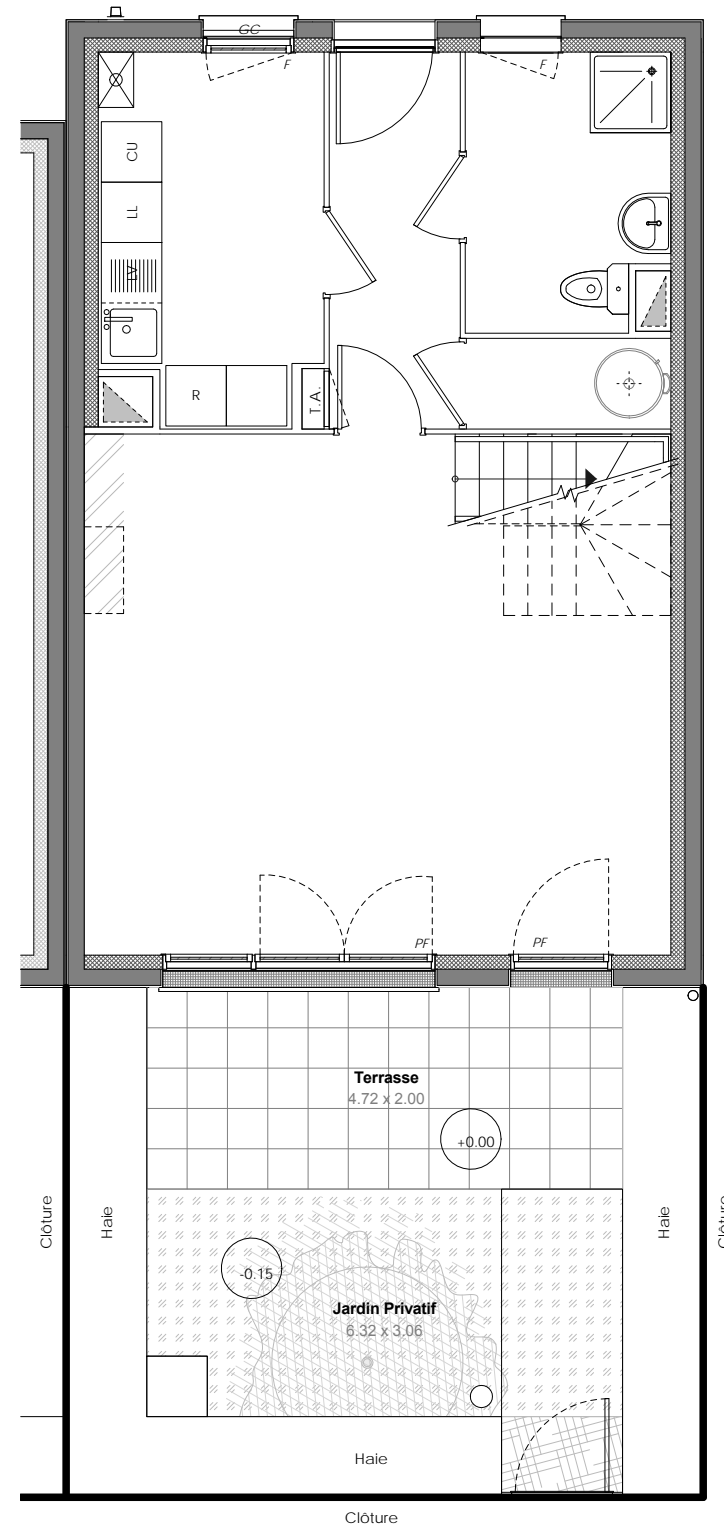 GC
F
F
CU
LL
LV
R
T.A.
PF
PF
Terrasse
4.72 x 2.00
+0.00
Clôture
Haie
Haie
Clôture
-0.15
Jardin Privatif
6.32 x 3.06
Haie
Clôture